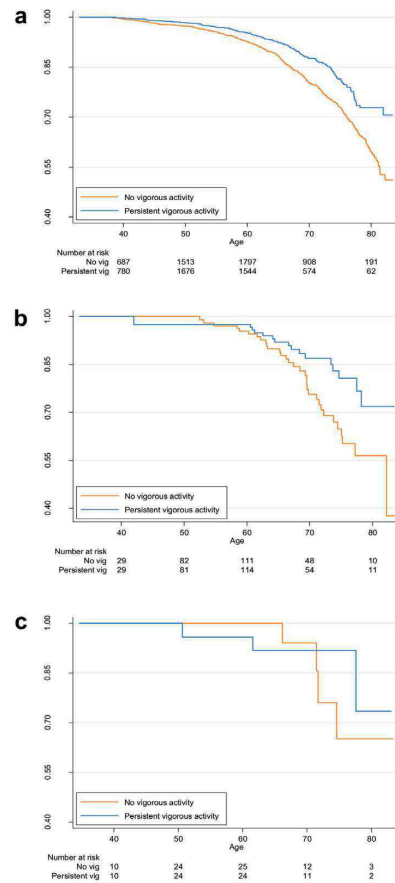 a
1.00
0.85
0.70
0.55
0.40
No vigorous activity
Persistent vigorous activity
40 50 60 70 80
Age
Number at risk
No vig 687 1513 1797 908 191
Persistent vig 780 1676 1544 574 62
b
1.00
0.85
0.70
0.55
0.40
No vigorous activity
Persistent vigorous activity
40 50 60 70 80
Age
Number at risk
No vig 29 82 111 48 10
Persistent vig 29 81 114 54 11
c
1.00
0.85
0.70
0.55
0.40
No vigorous activity
Persistent vigorous activity
40 50 60 70 80
Age
Number at risk
No vig 10 24 25 12 3
Persistent vig 10 24 24 11 2